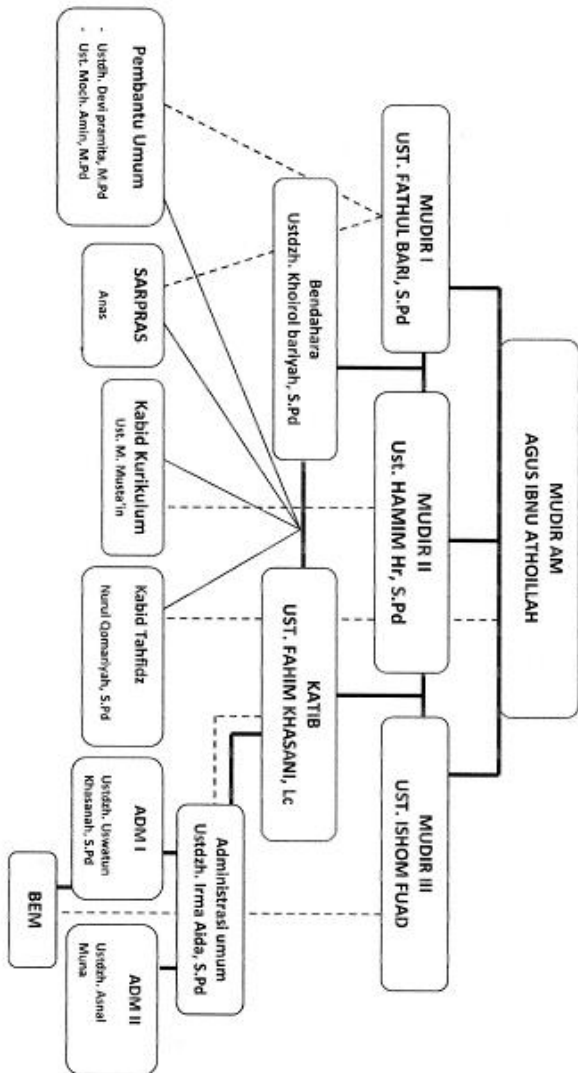 MUDIR AM
AGUS IBNU ATHOILLAH
MUDIR I
UST. FATHUL BARI, S.Pd
MUDIR II
Ust. HAMIM Hr, S.Pd
MUDIR III
UST. ISHOM FUAD
Bendahara
Ustdzh. Khoirol bariyah, S.Pd
KATIB
UST. FAHIM KHASANI, Lc
Pembantu Umum
- Ustdh. Devi pramita, M.Pd
- Ust. Moch. Amin, M.Pd
SARPRAS
Anas
Kabid Kurikulum
Ust. M. Musta'in
Kabid Tahfidz
Nurul Qomariyah, S.Pd
Administrasi umum
Ustdzh. Irma Aida, S.Pd
ADM I
Ustdzh. Uswatun
Khasanah, S.Pd
ADM II
Ustdzh. Asnal
Muna
BEM